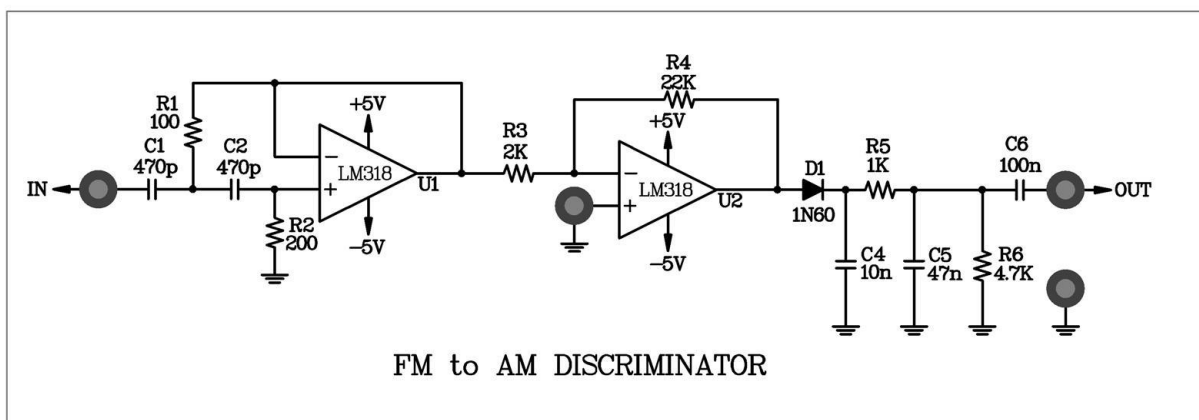 R4
22K
+5V
+5V
R1
100
C1
470p
C2
470p
R3
2K
R5
1K
C6
100n
D1
1N60
IN
−
+
LM318
U1
−
+
LM318
U2
OUT
R2
200
−5V
−5V
C4
10n
C5
47n
R6
4.7K
FM to AM DISCRIMINATOR